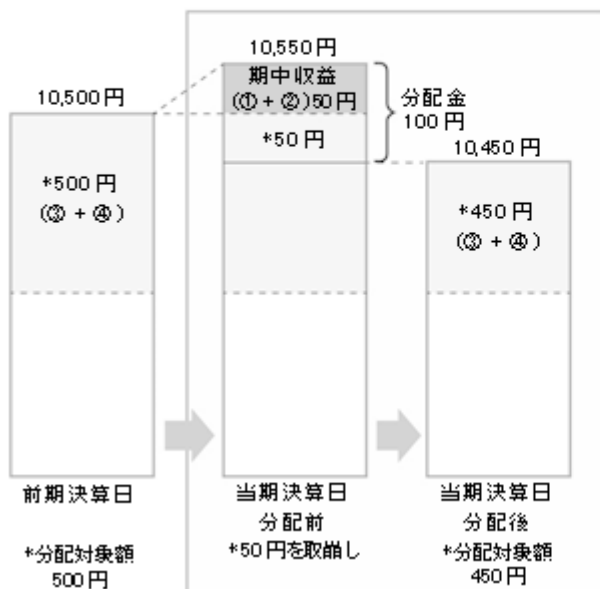 10,500円
*500円
(③ + ④)
前期決算日
*分配対象額
500円
10,550円
期中収益
(① + ②)50円
*50円
分配金
100円
当期決算日
分配前
*50円を取崩し
10,450円
*450円
(③ + ④)
当期決算日
分配後
*分配対象額
450円